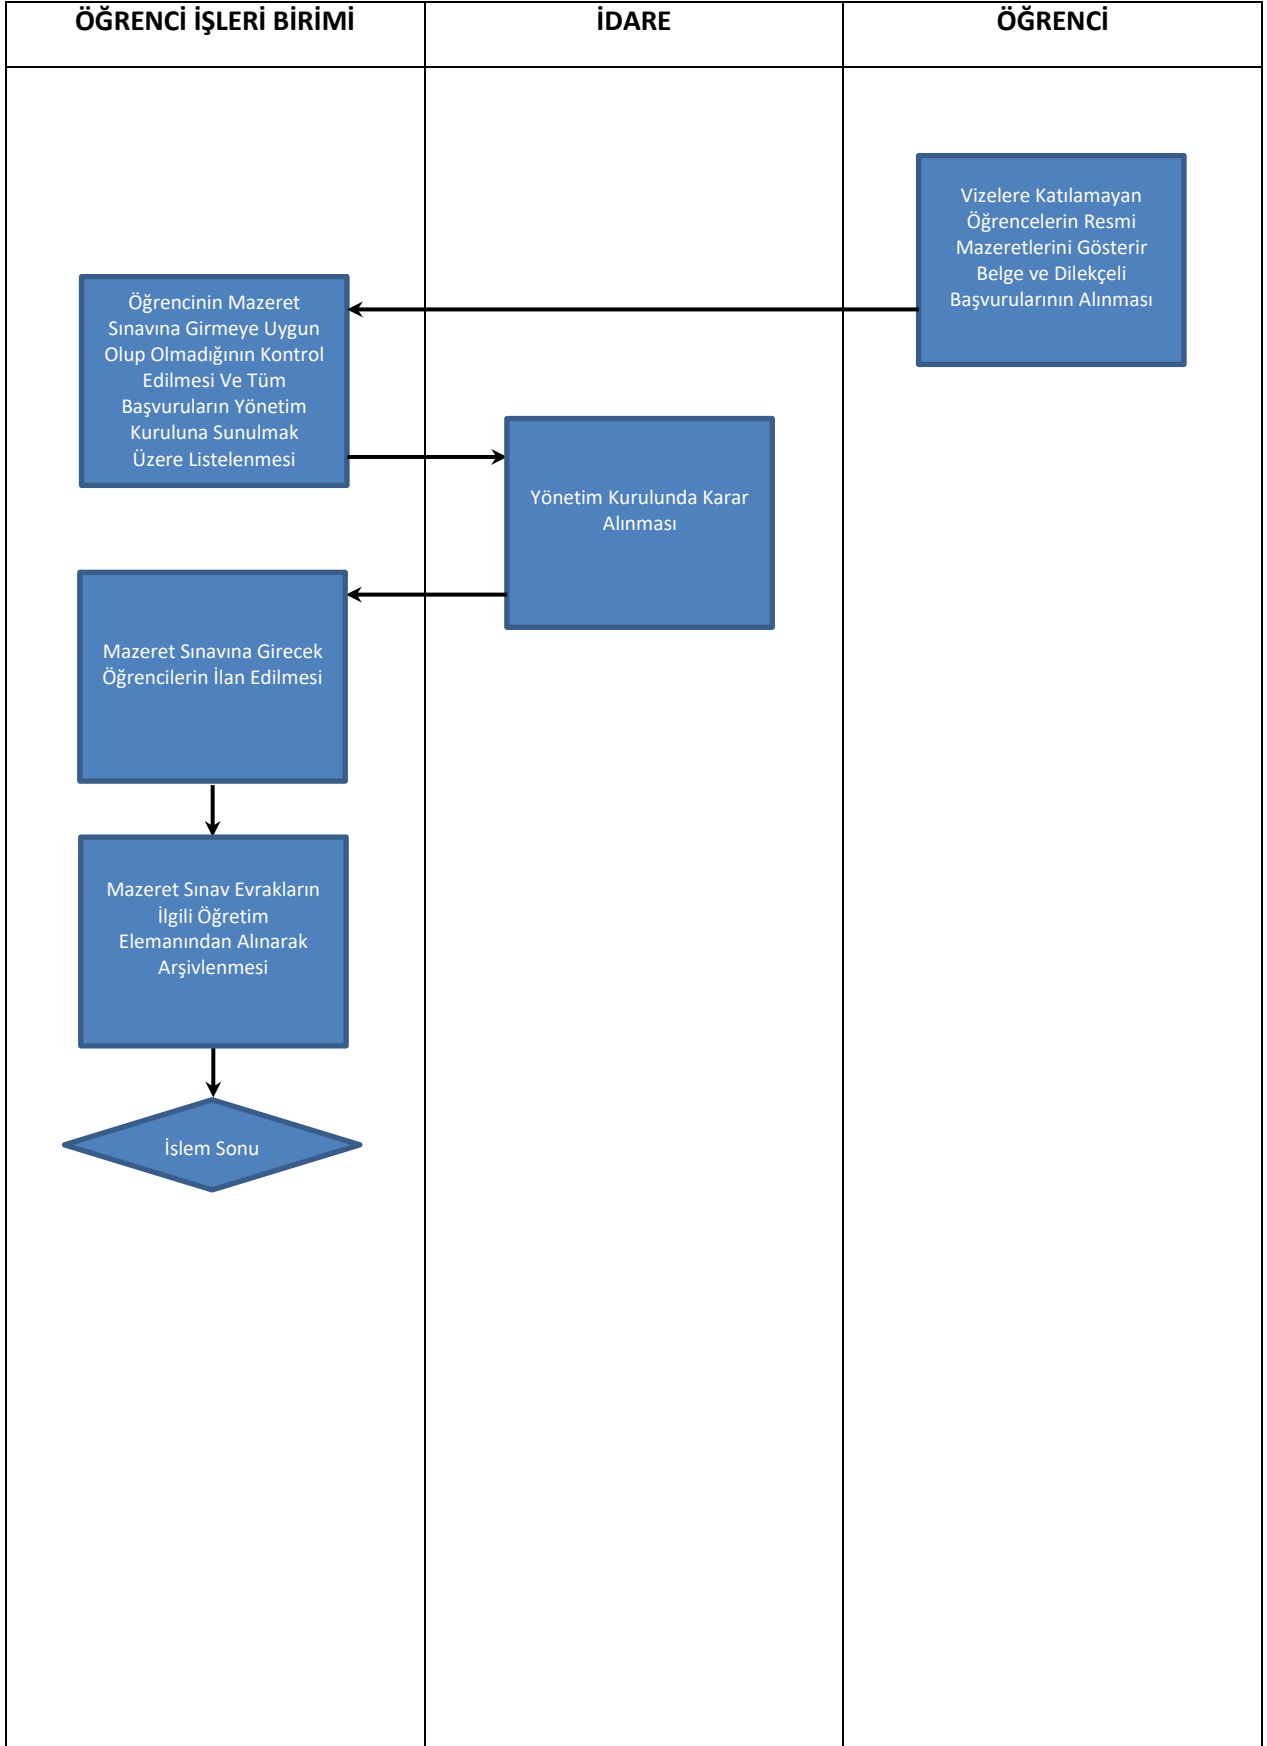 ÖĞRENCİ İŞLERİ BİRİMİ
İDARE
ÖĞRENCİ
Vizelere Katılamayan
Öğrencelerin Resmi
Mazeretlerini Gösterir
Belge ve Dilekçeli
Başvurularının Alınması
Öğrencinin Mazeret
Sınavına Girmeye Uygun
Olup Olmadığının Kontrol
Edilmesi Ve Tüm
Başvuruların Yönetim
Kuruluna Sunulmak
Üzere Listelenmesi
Yönetim Kurulunda Karar
Alınması
Mazeret Sınavına Girecek
Öğrencilerin İlan Edilmesi
Mazeret Sınav Evrakların
İlgili Öğretim
Elemanından Alınarak
Arşivlenmesi
İşlem Sonu